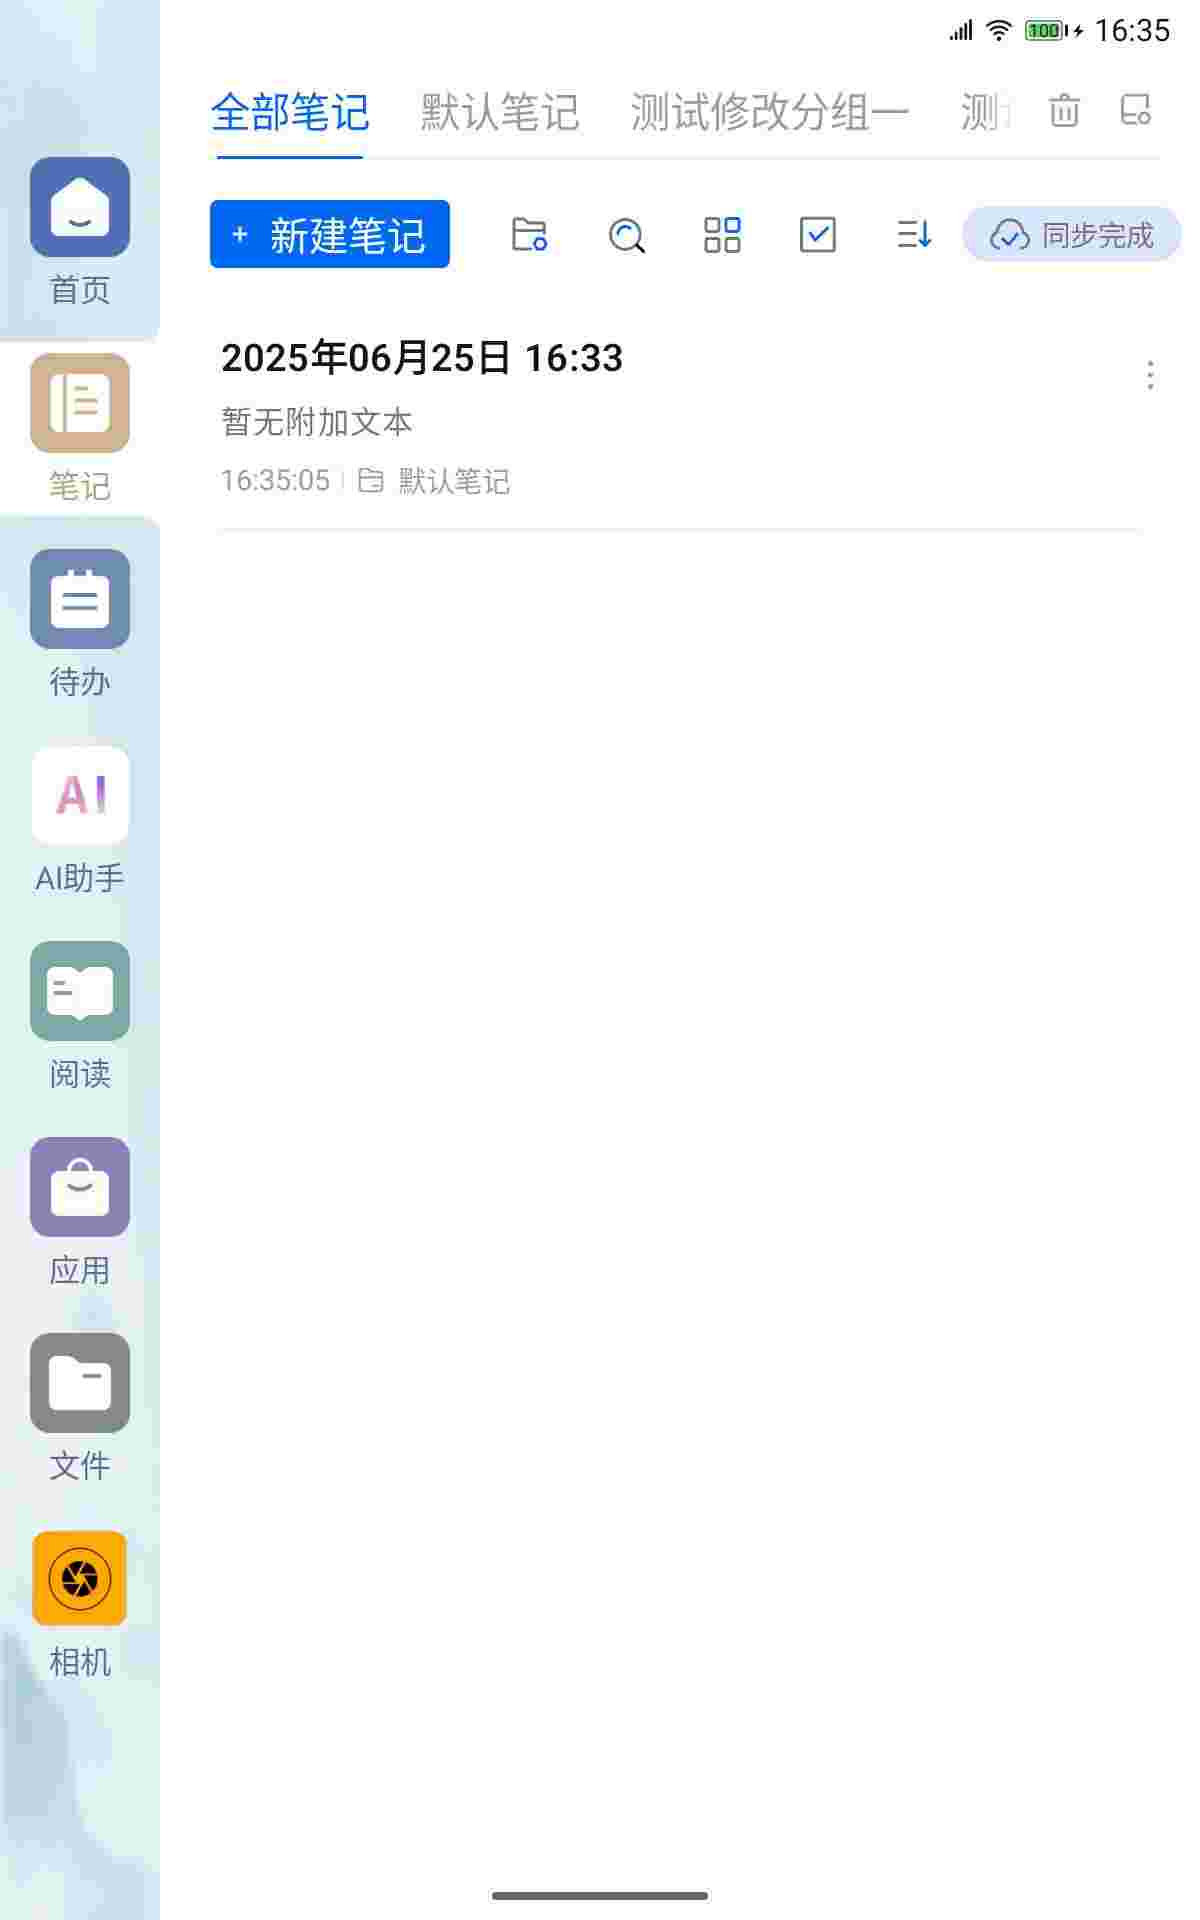 100 16:35
全部笔记 默认笔记 测试修改分组一 测
+ 新建笔记 同步完成
首页
2025年06月25日 16:33
暂无附加文本
16:35:05 默认笔记
笔记
待办
AI
AI助手
阅读
应用
文件
相机